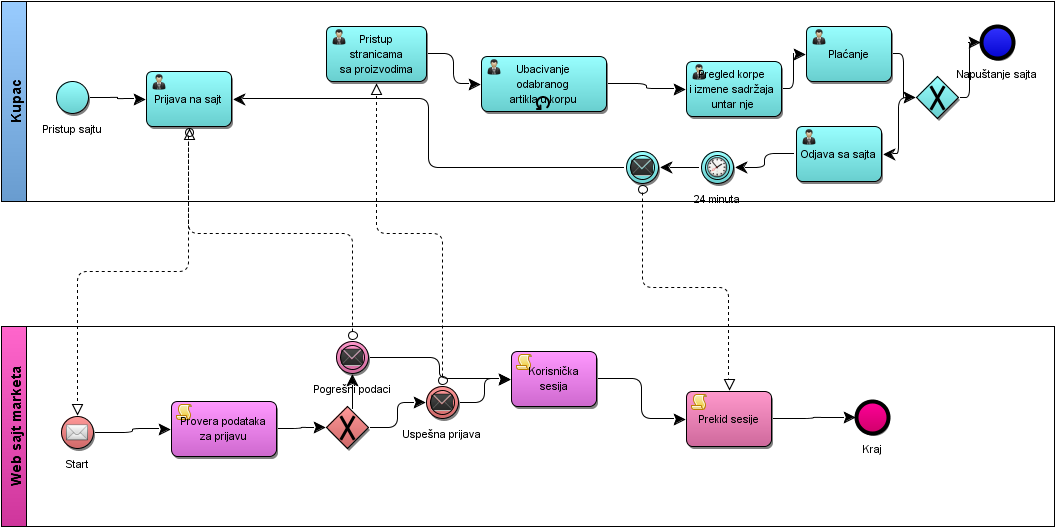 Kupac
Pristup sajtu
Prijava na sajt
Pristup
stranicama
sa proizvodima
Ubacivanje
odabranog
artikla u korpu
Pregled korpe
i izmene sadržaja
untar nje
Plaćanje
Napuštanje sajta
Odjava sa sajta
24 minuta
Web sajt marketa
Start
Provera podataka
za prijavu
Pogrešni podaci
Uspešna prijava
Korisnička
sesija
Prekid sesije
Kraj